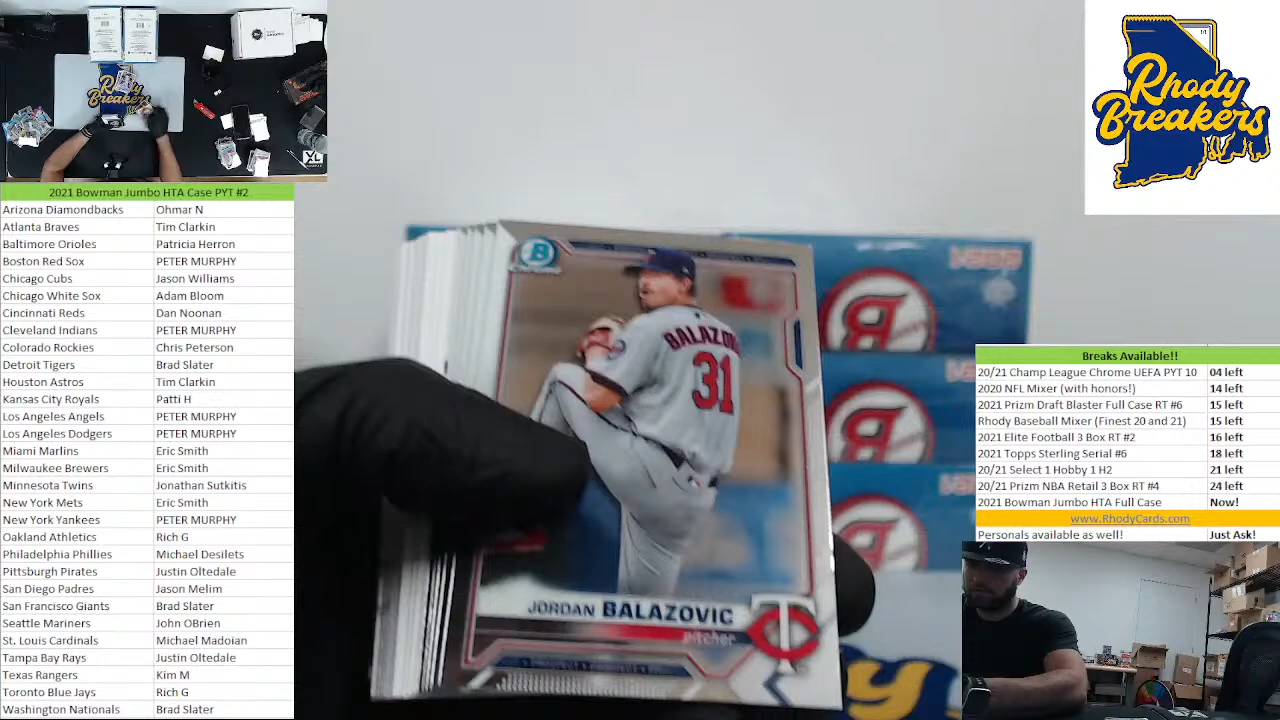 Rhody
Breakers
XL
2021 Bowman Jumbo HTA Case PYT #2
Arizona Diamondbacks Ohmar N
Atlanta Braves Tim Clarkin
Baltimore Orioles Patricia Herron
Boston Red Sox PETER MURPHY
Chicago Cubs Jason Williams
Chicago White Sox Adam Bloom
Cincinnati Reds Dan Noonan
Cleveland Indians PETER MURPHY
Colorado Rockies Chris Peterson
Detroit Tigers Brad Slater
Houston Astros Tim Clarkin
Kansas City Royals Patti H
Los Angeles Angels PETER MURPHY
Los Angeles Dodgers PETER MURPHY
Miami Marlins Eric Smith
Milwaukee Brewers Eric Smith
Minnesota Twins Jonathan Sutkitis
New York Mets Eric Smith
New York Yankees PETER MURPHY
Oakland Athletics Rich G
Philadelphia Phillies Michael Desilets
Pittsburgh Pirates Justin Oltedale
San Diego Padres Jason Melim
San Francisco Giants Brad Slater
Seattle Mariners John OBrien
St. Louis Cardinals Michael Madoian
Tampa Bay Rays Justin Oltedale
Texas Rangers Kim M
Toronto Blue Jays Rich G
Washington Nationals Brad Slater
B
31
JORDAN BALAZOVIC
pitcher
Rhody
Breakers
Breaks Available!!
20/21 Champ League Chrome UEFA PYT 10 04 left
2020 NFL Mixer (with honors!) 14 left
2021 Prizm Draft Blaster Full Case RT #6 15 left
Rhody Baseball Mixer (Finest 20 and 21) 15 left
2021 Elite Football 3 Box RT #2 16 left
2021 Topps Sterling Serial #6 18 left
20/21 Select 1 Hobby 1 H2 21 left
20/21 Prizm NBA Retail 3 Box RT #4 24 left
2021 Bowman Jumbo HTA Full Case Now!
www.RhodyCards.com
Personals available as well! Just Ask!